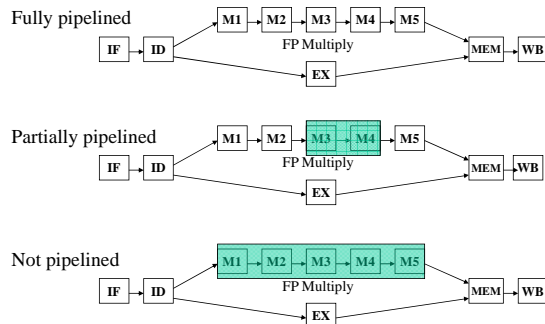 Fully pipelined
M1 M2 M3 M4 M5
FP Multiply
IF ID MEM WB
EX
Partially pipelined
M1 M2 M3 M4 M5
FP Multiply
IF ID MEM WB
EX
Not pipelined
M1 M2 M3 M4 M5
FP Multiply
IF ID MEM WB
EX